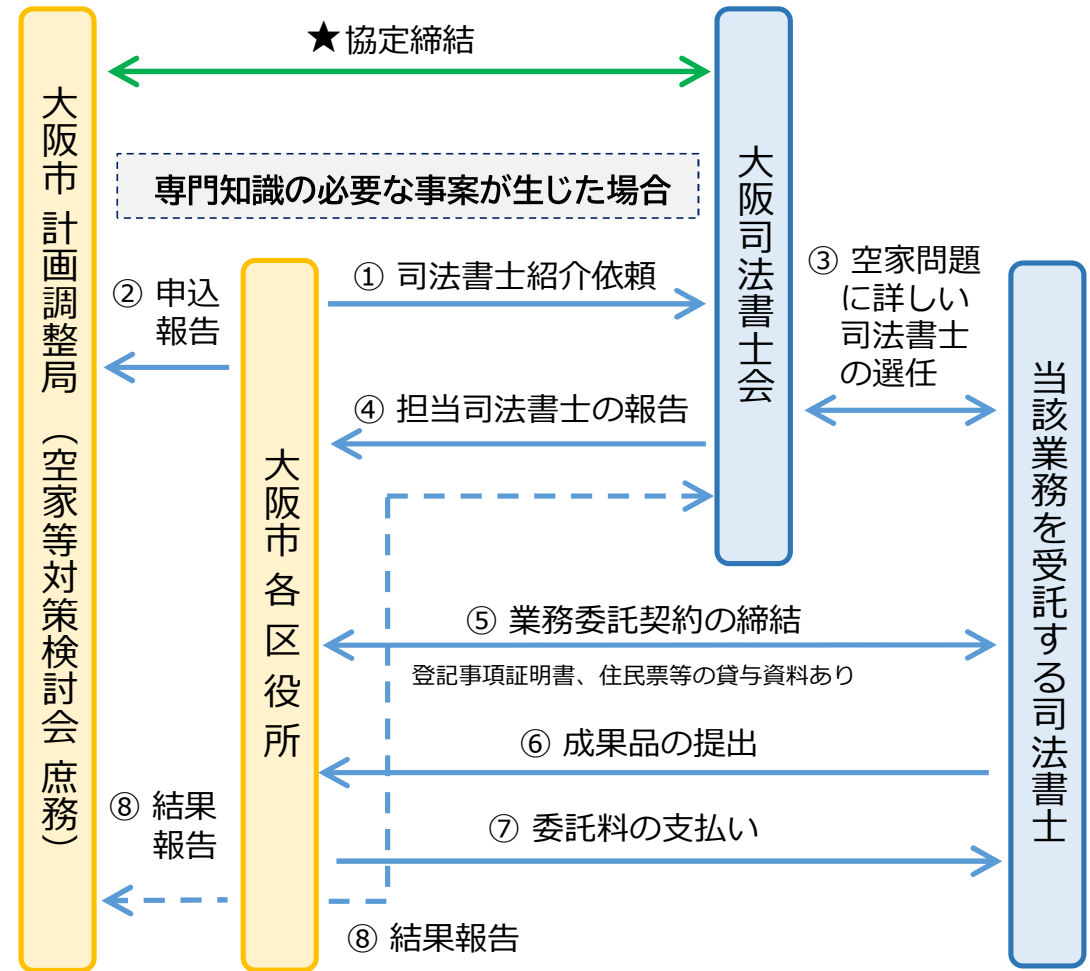 ★協定締結
大阪市 計画調整局 （空家等対策検討会 庶務）
大阪司法書士会
専門知識の必要な事案が生じた場合
① 司法書士紹介依頼
② 申込
報告
③ 空家問題
に詳しい
司法書士
の選任
④ 担当司法書士の報告
大阪市 各 区 役 所
当該業務を受託する司法書士
⑤ 業務委託契約の締結
登記事項証明書、住民票等の貸与資料あり
⑥ 成果品の提出
⑦ 委託料の支払い
⑧ 結果
報告
⑧ 結果報告